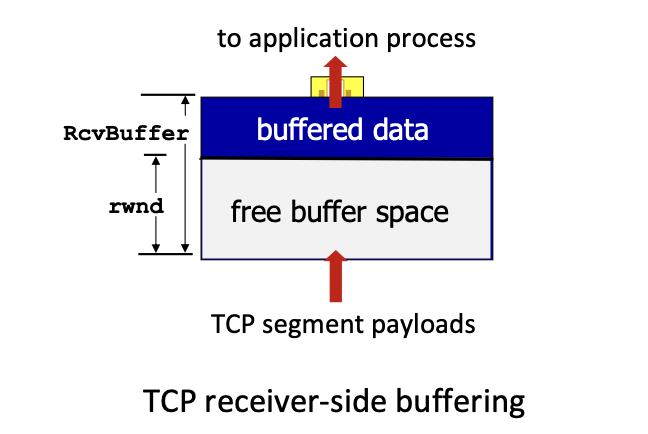 to application process
RcvBuffer
buffered data
rwnd
free buffer space
TCP segment payloads
TCP receiver-side buffering